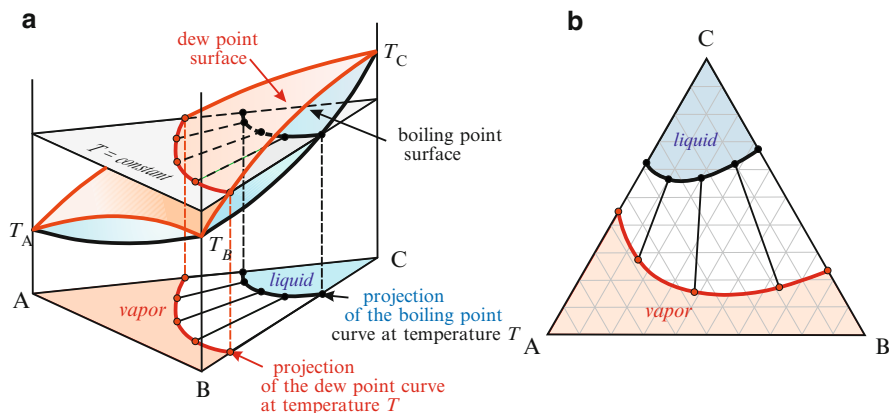 a
dew point
surface
T_C
boiling point
surface
T = constant
T_A
T_B
C
liquid
A
vapor
B
projection
of the boiling point
curve at temperature T
projection
of the dew point curve
at temperature T
b
C
liquid
vapor
A
B